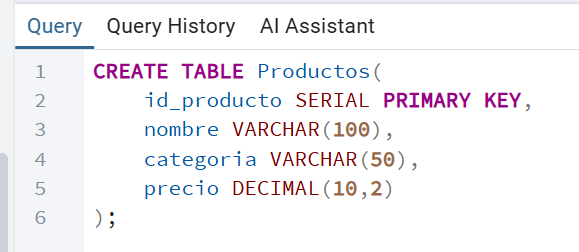 Query Query History AI Assistant
1 CREATE TABLE Productos(
2 id_producto SERIAL PRIMARY KEY,
3 nombre VARCHAR(100),
4 categoria VARCHAR(50),
5 precio DECIMAL(10,2)
6 );